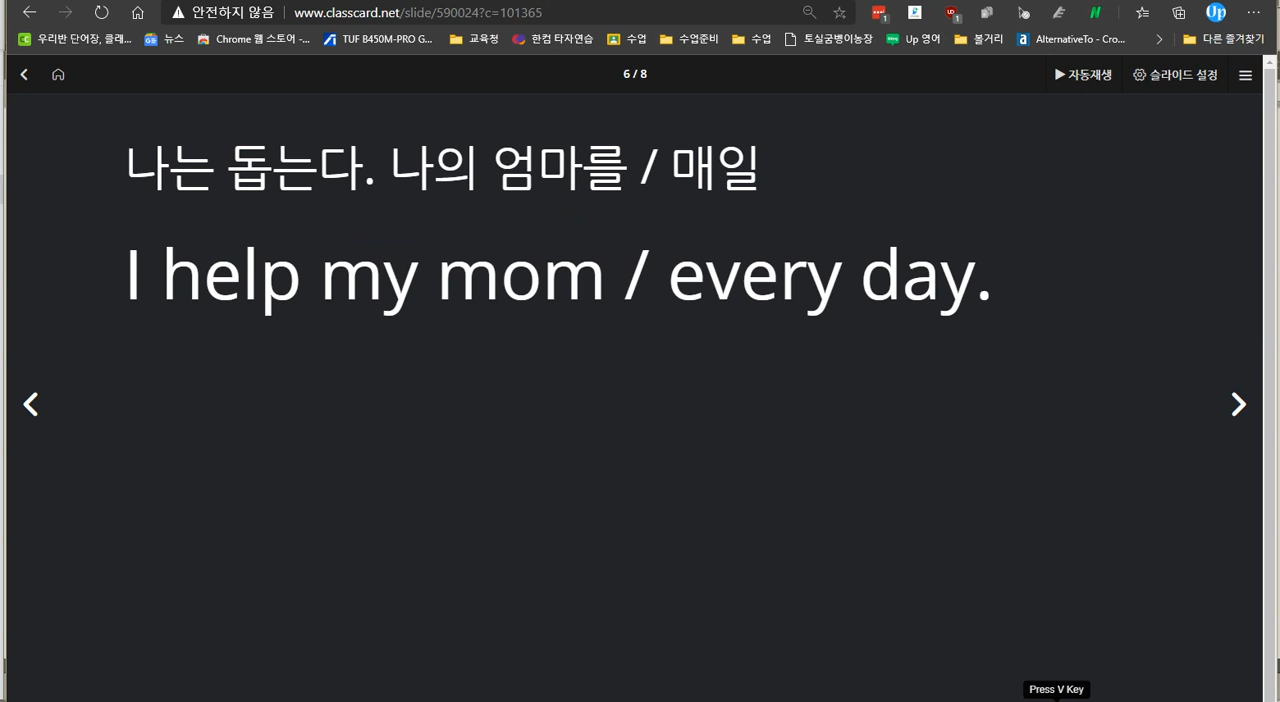 안전하지 않음 www.classcard.net/slide/590024?c=101365
우리반 단어장, 클래... 뉴스 Chrome 웹 스토어 -... TUF B450M-PRO G... 교육청 한컴 타자연습 수업 수업준비 수업 토실굼벵이농장 Up 영어 볼거리 AlternativeTo - Cro... 다른 즐겨찾기
6 / 8 자동재생 슬라이드 설정
나는 돕는다. 나의 엄마를 / 매일
I help my mom / every day.
Press V Key